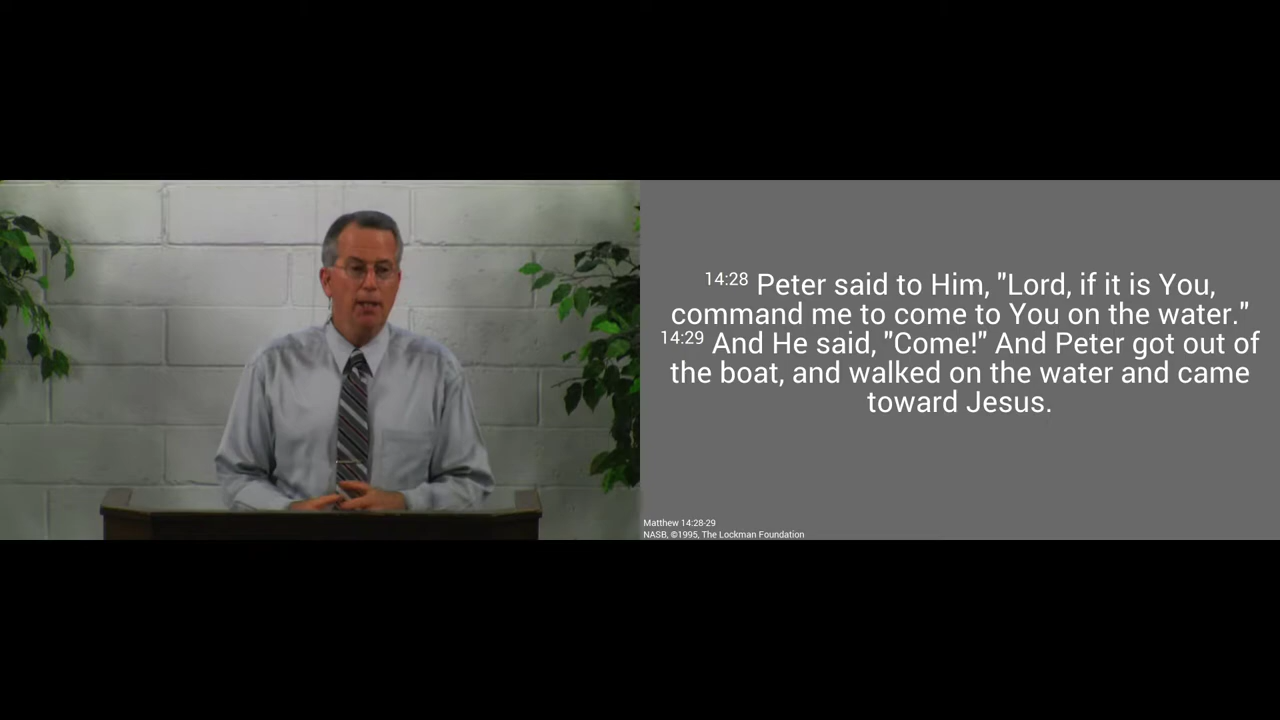 14:28 Peter said to Him, "Lord, if it is You,
command me to come to You on the water."
14:29 And He said, "Come!" And Peter got out of
the boat, and walked on the water and came
toward Jesus.
Matthew 14:28-29
NASB, ©1995, The Lockman Foundation